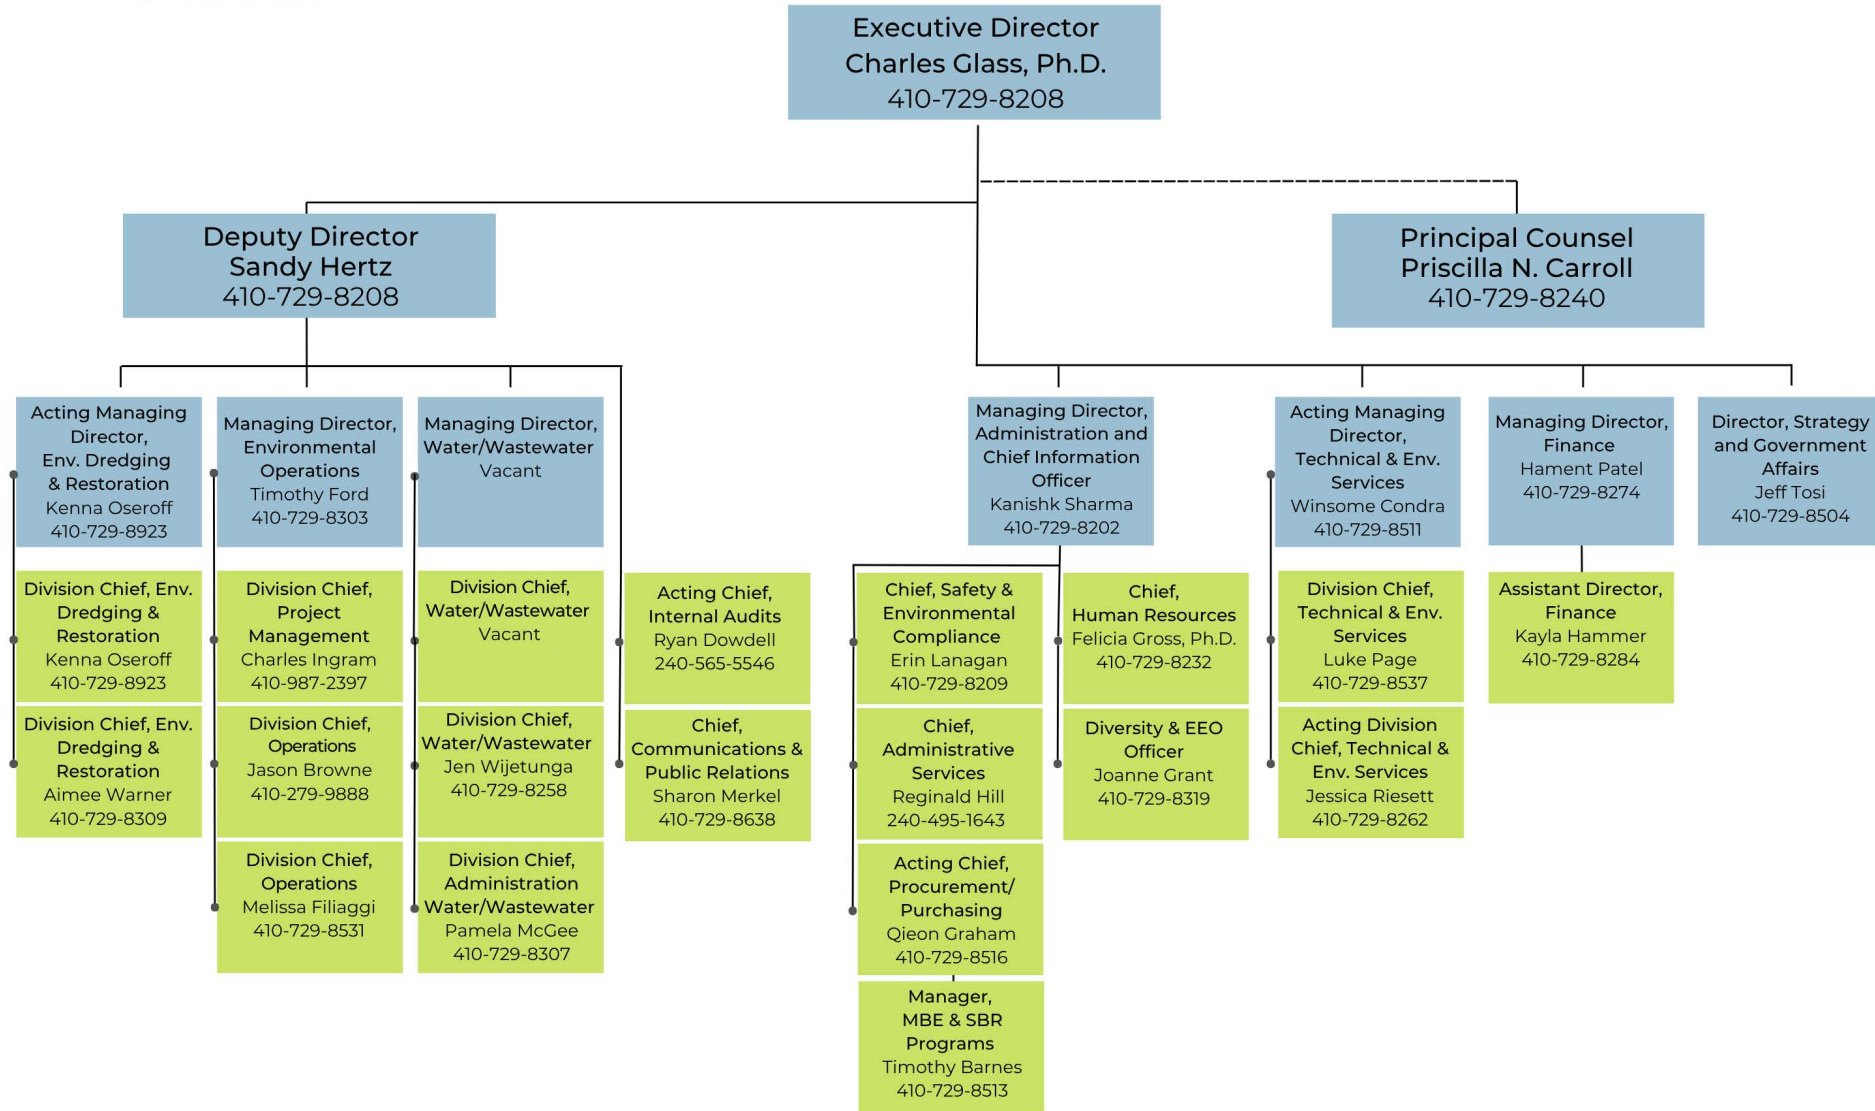 Executive Director
Charles Glass, Ph.D.
410-729-8208
Deputy Director
Sandy Hertz
410-729-8208
Principal Counsel
Priscilla N. Carroll
410-729-8240
Acting Managing
Director,
Env. Dredging
& Restoration
Kenna Oseroff
410-729-8923
Managing Director,
Environmental
Operations
Timothy Ford
410-729-8303
Managing Director,
Water/Wastewater
Vacant
Managing Director,
Administration and
Chief Information
Officer
Kanishk Sharma
410-729-8202
Acting Managing
Director,
Technical & Env.
Services
Winsome Condra
410-729-8511
Managing Director,
Finance
Hament Patel
410-729-8274
Director, Strategy
and Government
Affairs
Jeff Tosi
410-729-8504
Division Chief, Env.
Dredging &
Restoration
Kenna Oseroff
410-729-8923
Division Chief,
Project
Management
Charles Ingram
410-987-2397
Division Chief,
Water/Wastewater
Vacant
Acting Chief,
Internal Audits
Ryan Dowdell
240-565-5546
Chief, Safety &
Environmental
Compliance
Erin Lanagan
410-729-8209
Chief,
Human Resources
Felicia Gross, Ph.D.
410-729-8232
Division Chief,
Technical & Env.
Services
Luke Page
410-729-8537
Assistant Director,
Finance
Kayla Hammer
410-729-8284
Division Chief, Env.
Dredging &
Restoration
Aimee Warner
410-729-8309
Division Chief,
Operations
Jason Browne
410-279-9888
Division Chief,
Water/Wastewater
Jen Wijetunga
410-729-8258
Chief,
Communications &
Public Relations
Sharon Merkel
410-729-8638
Chief,
Administrative
Services
Reginald Hill
240-495-1643
Diversity & EEO
Officer
Joanne Grant
410-729-8319
Acting Division
Chief, Technical &
Env. Services
Jessica Riesett
410-729-8262
Division Chief,
Operations
Melissa Filiaggi
410-729-8531
Division Chief,
Administration
Water/Wastewater
Pamela McGee
410-729-8307
Acting Chief,
Procurement/
Purchasing
Qieon Graham
410-729-8516
Manager,
MBE & SBR
Programs
Timothy Barnes
410-729-8513